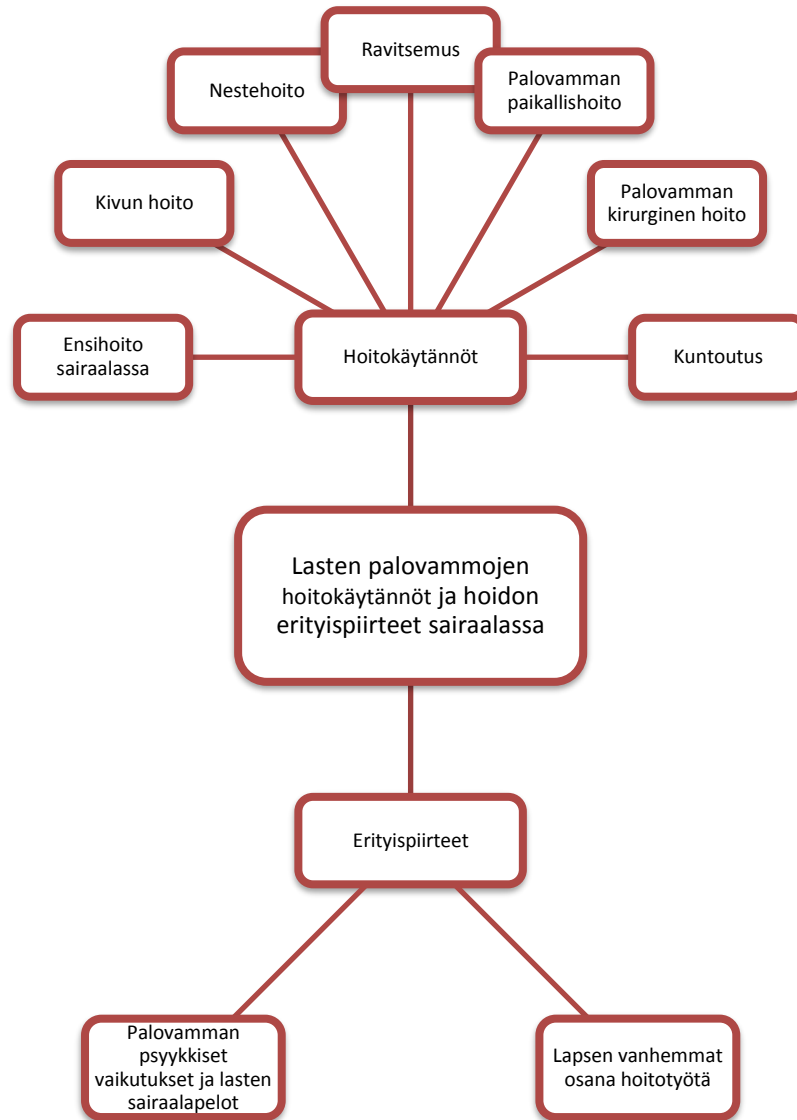 Ravitsemus
Nestehoito
Palovamman
paikallishoito
Kivun hoito
Palovamman
kirurginen hoito
Ensihoito
sairaalassa
Hoitokäytännöt
Kuntoutus
Lasten palovammojen
hoitokäytännöt ja hoidon
erityispiirteet sairaalassa
Erityispiirteet
Palovamman
psyykkiset
vaikutukset ja lasten
sairaalapelot
Lapsen vanhemmat
osana hoitotyötä